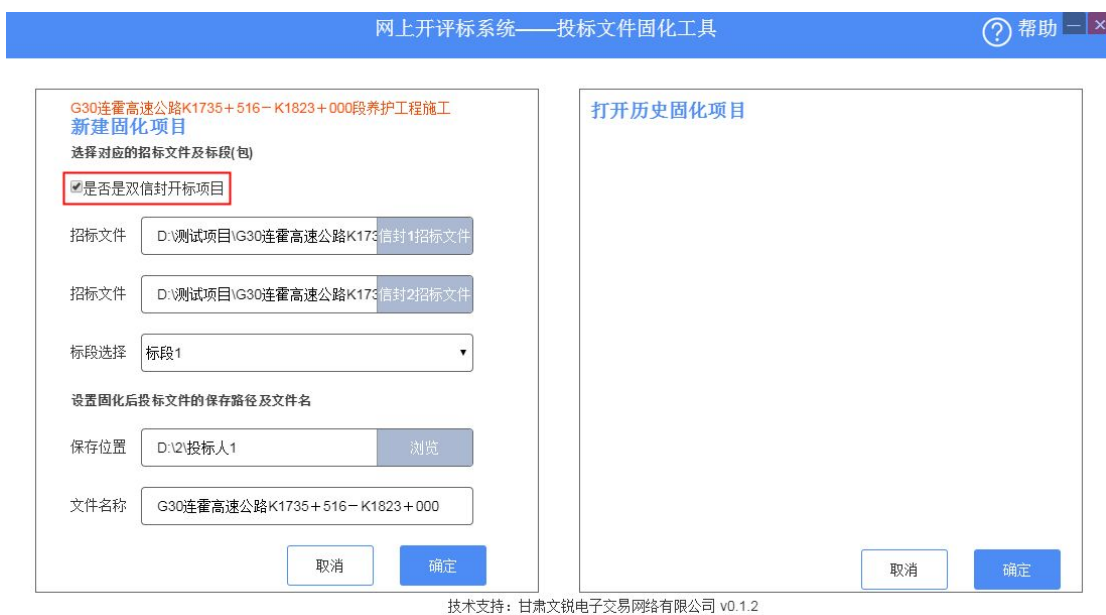 网上开评标系统——投标文件固化工具
帮助
G30连霍高速公路K1735+516-K1823+000段养护工程施工
新建固化项目
选择对应的招标文件及标段(包)
是否是双信封开标项目
招标文件 D:\测试项目\G30连霍高速公路K173 信封1招标文件
招标文件 D:\测试项目\G30连霍高速公路K173 信封2招标文件
标段选择 标段1
设置固化后投标文件的保存路径及文件名
保存位置 D:\2\投标人1 浏览
文件名称 G30连霍高速公路K1735+516-K1823+000
取消 确定
打开历史固化项目
取消 确定
技术支持：甘肃文锐电子交易网络有限公司 v0.1.2